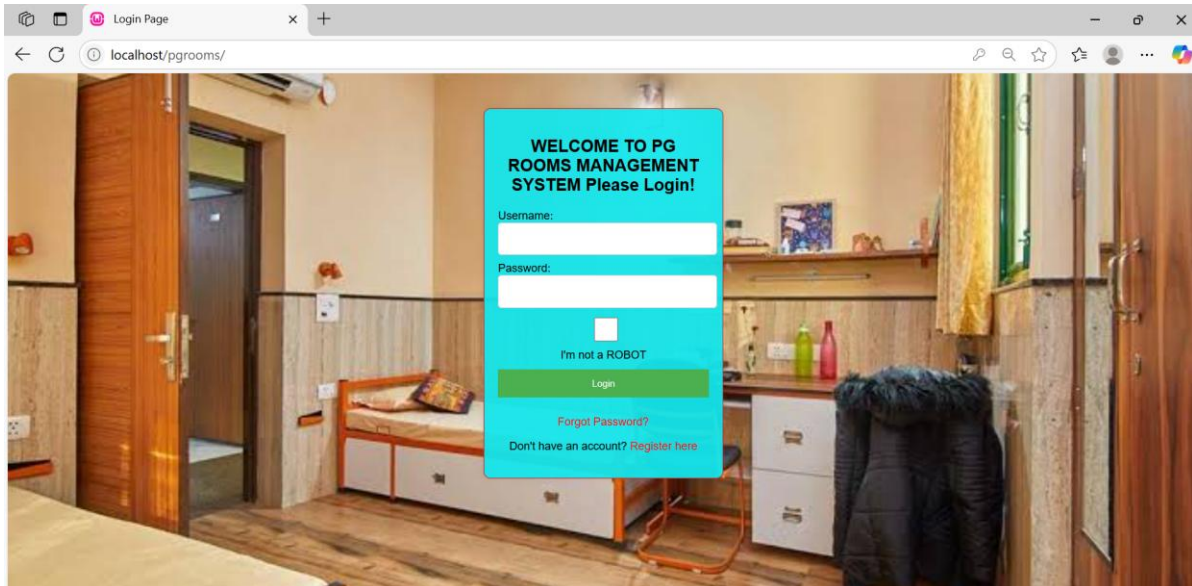 Login Page
localhost/pgrooms/
WELCOME TO PG
ROOMS MANAGEMENT
SYSTEM Please Login!
Username:
Password:
I'm not a ROBOT
Login
Forgot Password?
Don't have an account? Register here